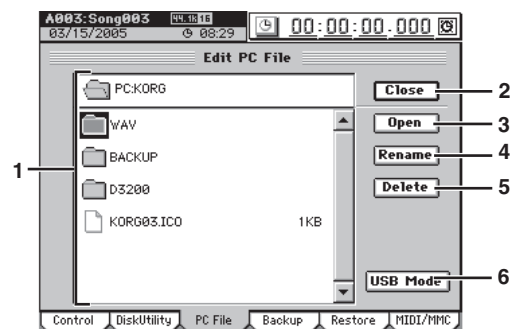 A003:Song003 44.1k 16 00:00:00.000
03/15/2005 08:29
Edit PC File
PC:KORG Close 2
WAV Open 3
BACKUP Rename 4
1
D3200 Delete 5
KORG03.ICO 1KB
USB Mode 6
Control DiskUtility PC File Backup Restore MIDI/MMC